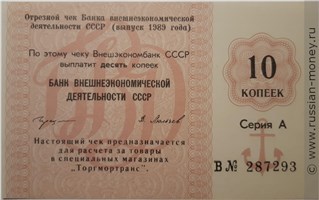 Отрезной чек Банка внешнеэкономической
деятельности СССР (выпуск 1989 года)
По этому чеку Внешэкономбанк СССР
выплатит десять копеек
БАНК ВНЕШНЕЭКОНОМИЧЕСКОЙ
ДЕЯТЕЛЬНОСТИ СССР
Настоящий чек предназначается
для расчета за товары
в специальных магазинах
"Торгмортранс".
10
КОПЕЕК
Серия А
В№ 287293
© www.russian-money.ru